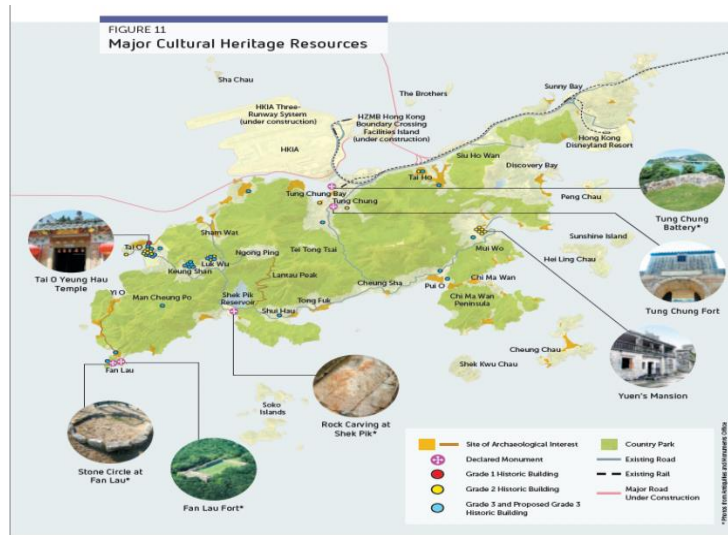 FIGURE 11
Major Cultural Heritage Resources
Sha Chau
The Brothers
Sunny Bay
HKIA Three-
Runway System
(under construction)
HZMB Hong Kong
Boundary Crossing
Facilities Island
(under construction)
HKIA
Hong Kong
Disneyland Resort
Siu Ho Wan
Discovery Bay
Tai Ho
Tung Chung Bay
Tung Chung
Peng Chau
Tung Chung
Battery*
Sunshine Island
Sham Wat
Tai O
Ngong Ping
Tei Tong Tsai
Mui Wo
Hei Ling Chau
Keung Shan
Luk Wu
Lantau Peak
Tai O Yeung Hau
Temple
Tung Chung Fort
Yi O
Man Cheung Po
Shek Pik
Reservoir
Cheung Sha
Pui O
Chi Ma Wan
Tong Fuk
Shui Hau
Chi Ma Wan
Peninsula
Cheung Chau
Fan Lau
Shek Kwu Chau
Yuen's Mansion
Soko
Islands
Rock Carving at
Shek Pik*
Stone Circle at
Fan Lau*
Fan Lau Fort*
Site of Archaeological Interest
Declared Monument
Grade 1 Historic Building
Grade 2 Historic Building
Grade 3 and Proposed Grade 3
Historic Building
Country Park
Existing Road
Existing Rail
Major Road
Under Construction
* Photos from Antiquities and Monuments Office